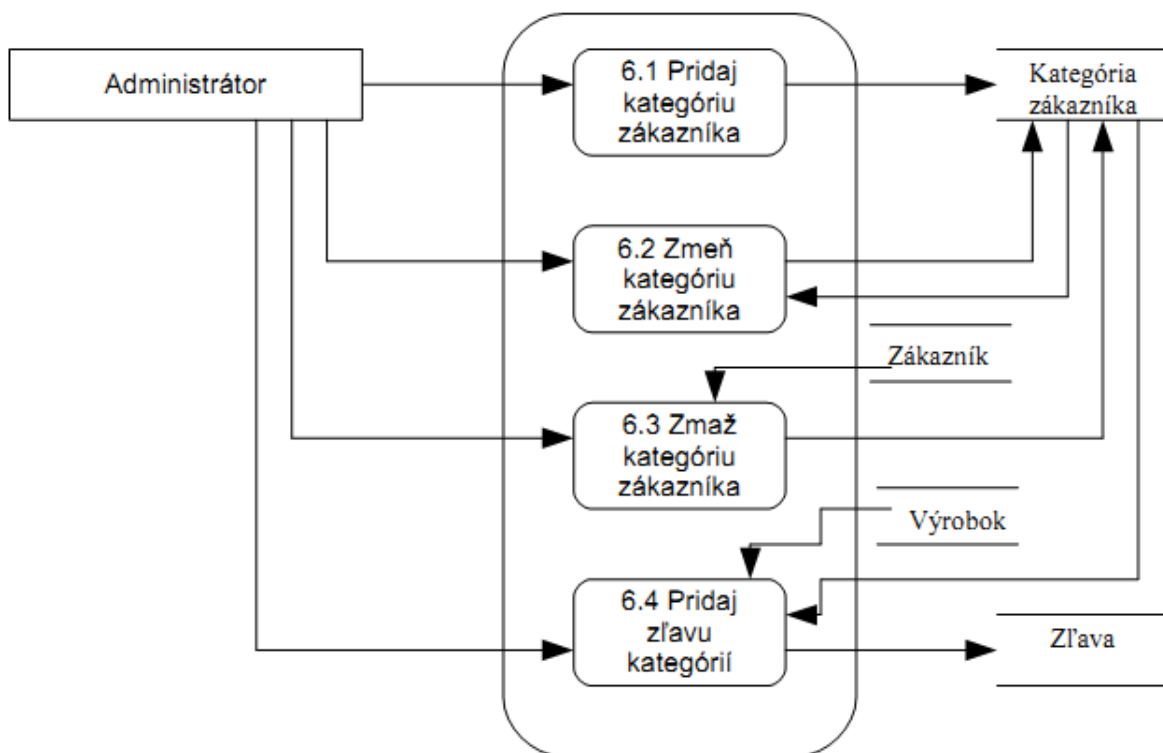 Administrátor
6.1 Pridaj
kategóriu
zákazníka
Kategória
zákazníka
6.2 Zmeň
kategóriu
zákazníka
Zákazník
6.3 Zmaž
kategóriu
zákazníka
Výrobok
6.4 Pridaj
zľavu
kategórií
Zľava